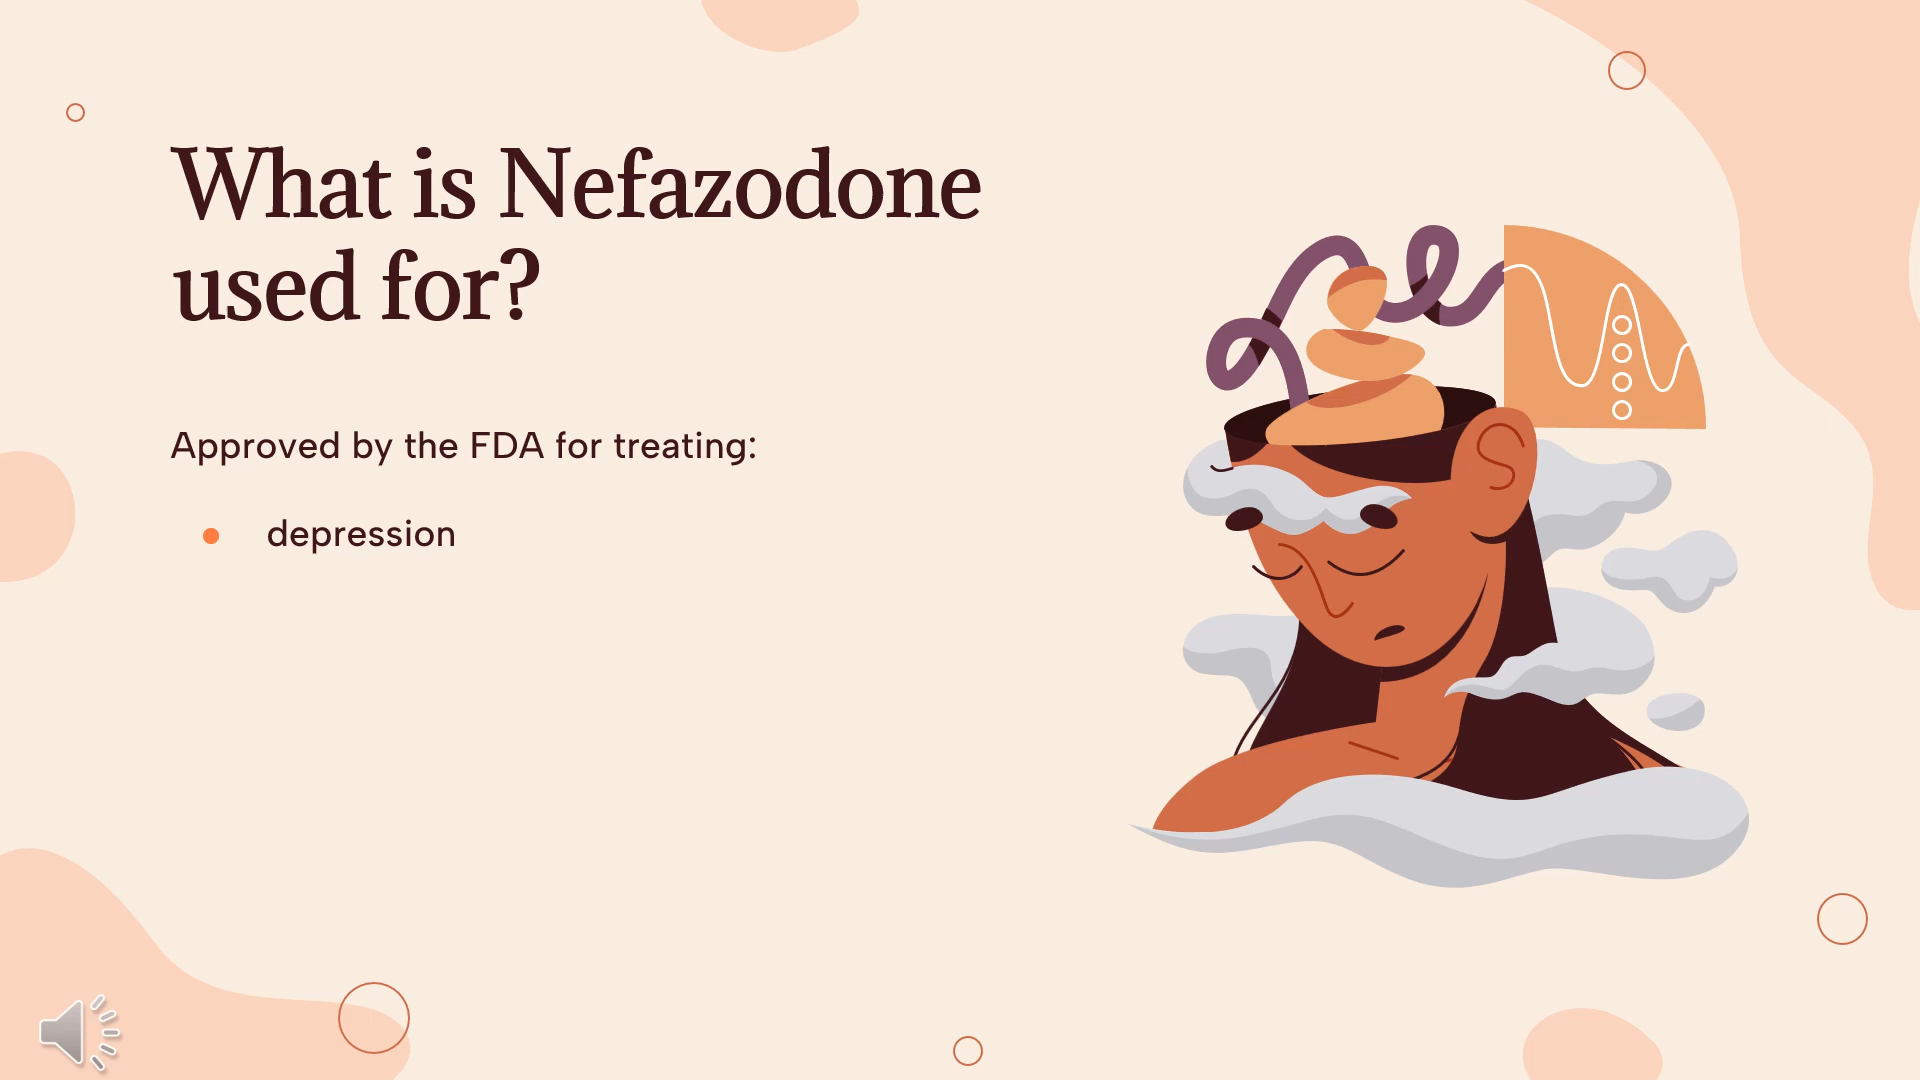 What is Nefazodone
used for?
Approved by the FDA for treating:
depression